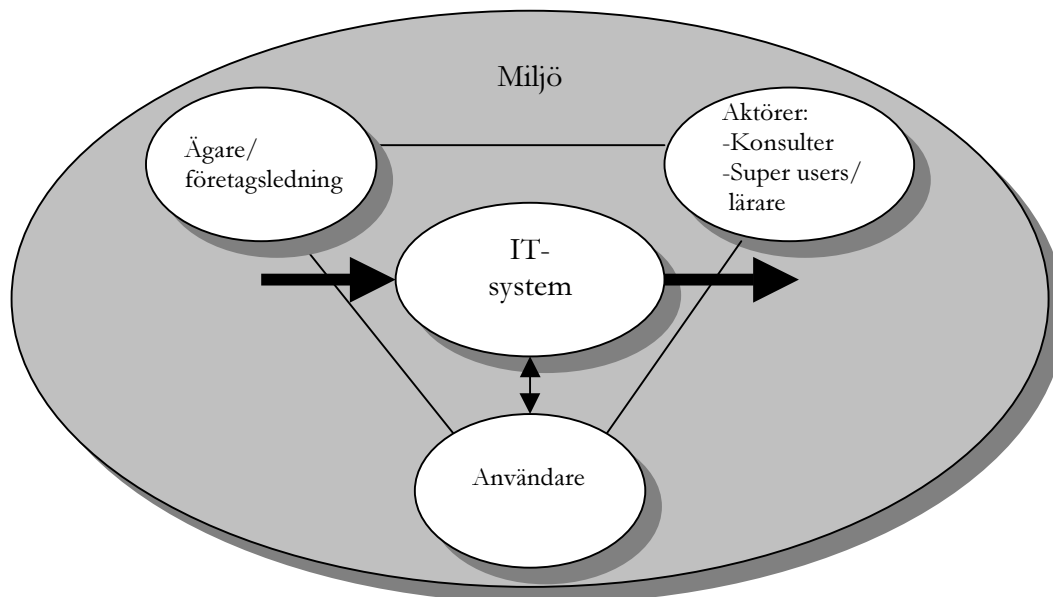 Miljö
Ägare/
företagsledning
Aktörer:
-Konsulter
-Super users/
lärare
IT-
system
Användare